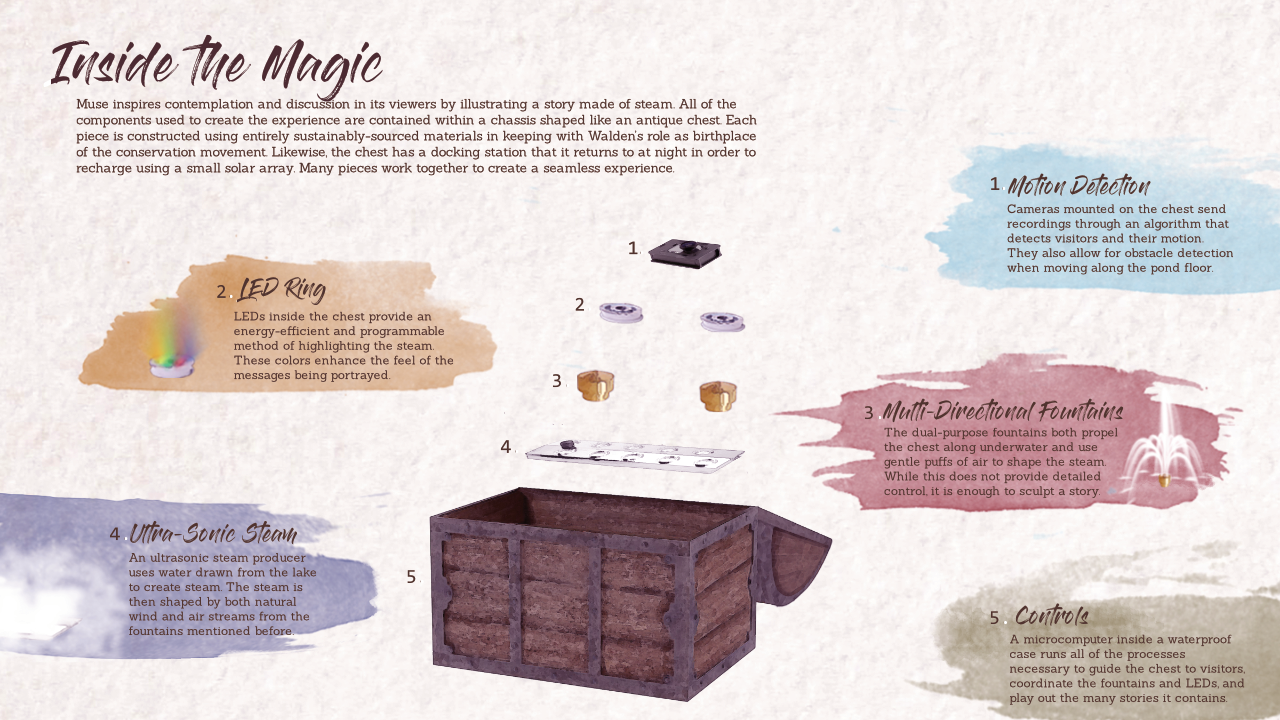 Inside the Magic
Muse inspires contemplation and discussion in its viewers by illustrating a story made of steam. All of the
components used to create the experience are contained within a chassis shaped like an antique chest. Each
piece is constructed using entirely sustainably-sourced materials in keeping with Walden's role as birthplace
of the conservation movement. Likewise, the chest has a docking station that it returns to at night in order to
recharge using a small solar array. Many pieces work together to create a seamless experience.
1. Motion Detection
Cameras mounted on the chest send
recordings through an algorithm that
detects visitors and their motion.
They also allow for obstacle detection
when moving along the pond floor.
2. LED Ring
LEDs inside the chest provide an
energy-efficient and programmable
method of highlighting the steam.
These colors enhance the feel of the
messages being portrayed.
1.
2
3.
4.
5
3. Multi-Directional Fountains
The dual-purpose fountains both propel
the chest along underwater and use
gentle puffs of air to shape the steam.
While this does not provide detailed
control, it is enough to sculpt a story.
4. Ultra-Sonic Steam
An ultrasonic steam producer
uses water drawn from the lake
to create steam. The steam is
then shaped by both natural
wind and air streams from the
fountains mentioned before.
5. Controls
A microcomputer inside a waterproof
case runs all of the processes
necessary to guide the chest to visitors,
coordinate the fountains and LEDs, and
play out the many stories it contains.